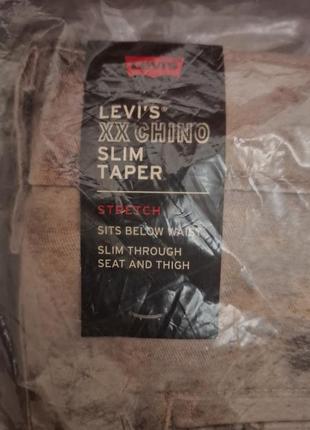 Levi's
LEVI'S®
XX CHINO
SLIM
TAPER
STRETCH
SITS BELOW WAIST
SLIM THROUGH
SEAT AND THIGH